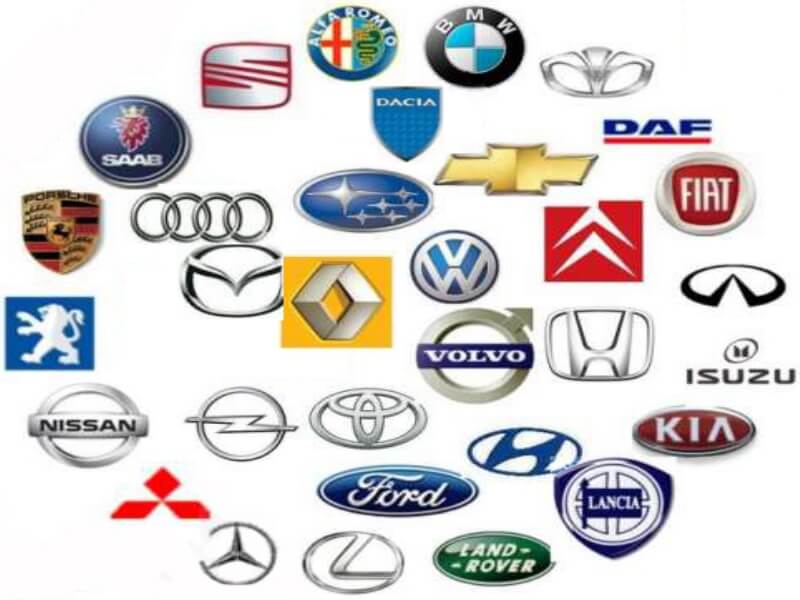 ALFA ROMEO
BMW
DACIA
DAF
SAAB
FIAT
PORSCHE
VOLVO
ISUZU
NISSAN
KIA
Ford
LANCIA
LAND-
-ROVER